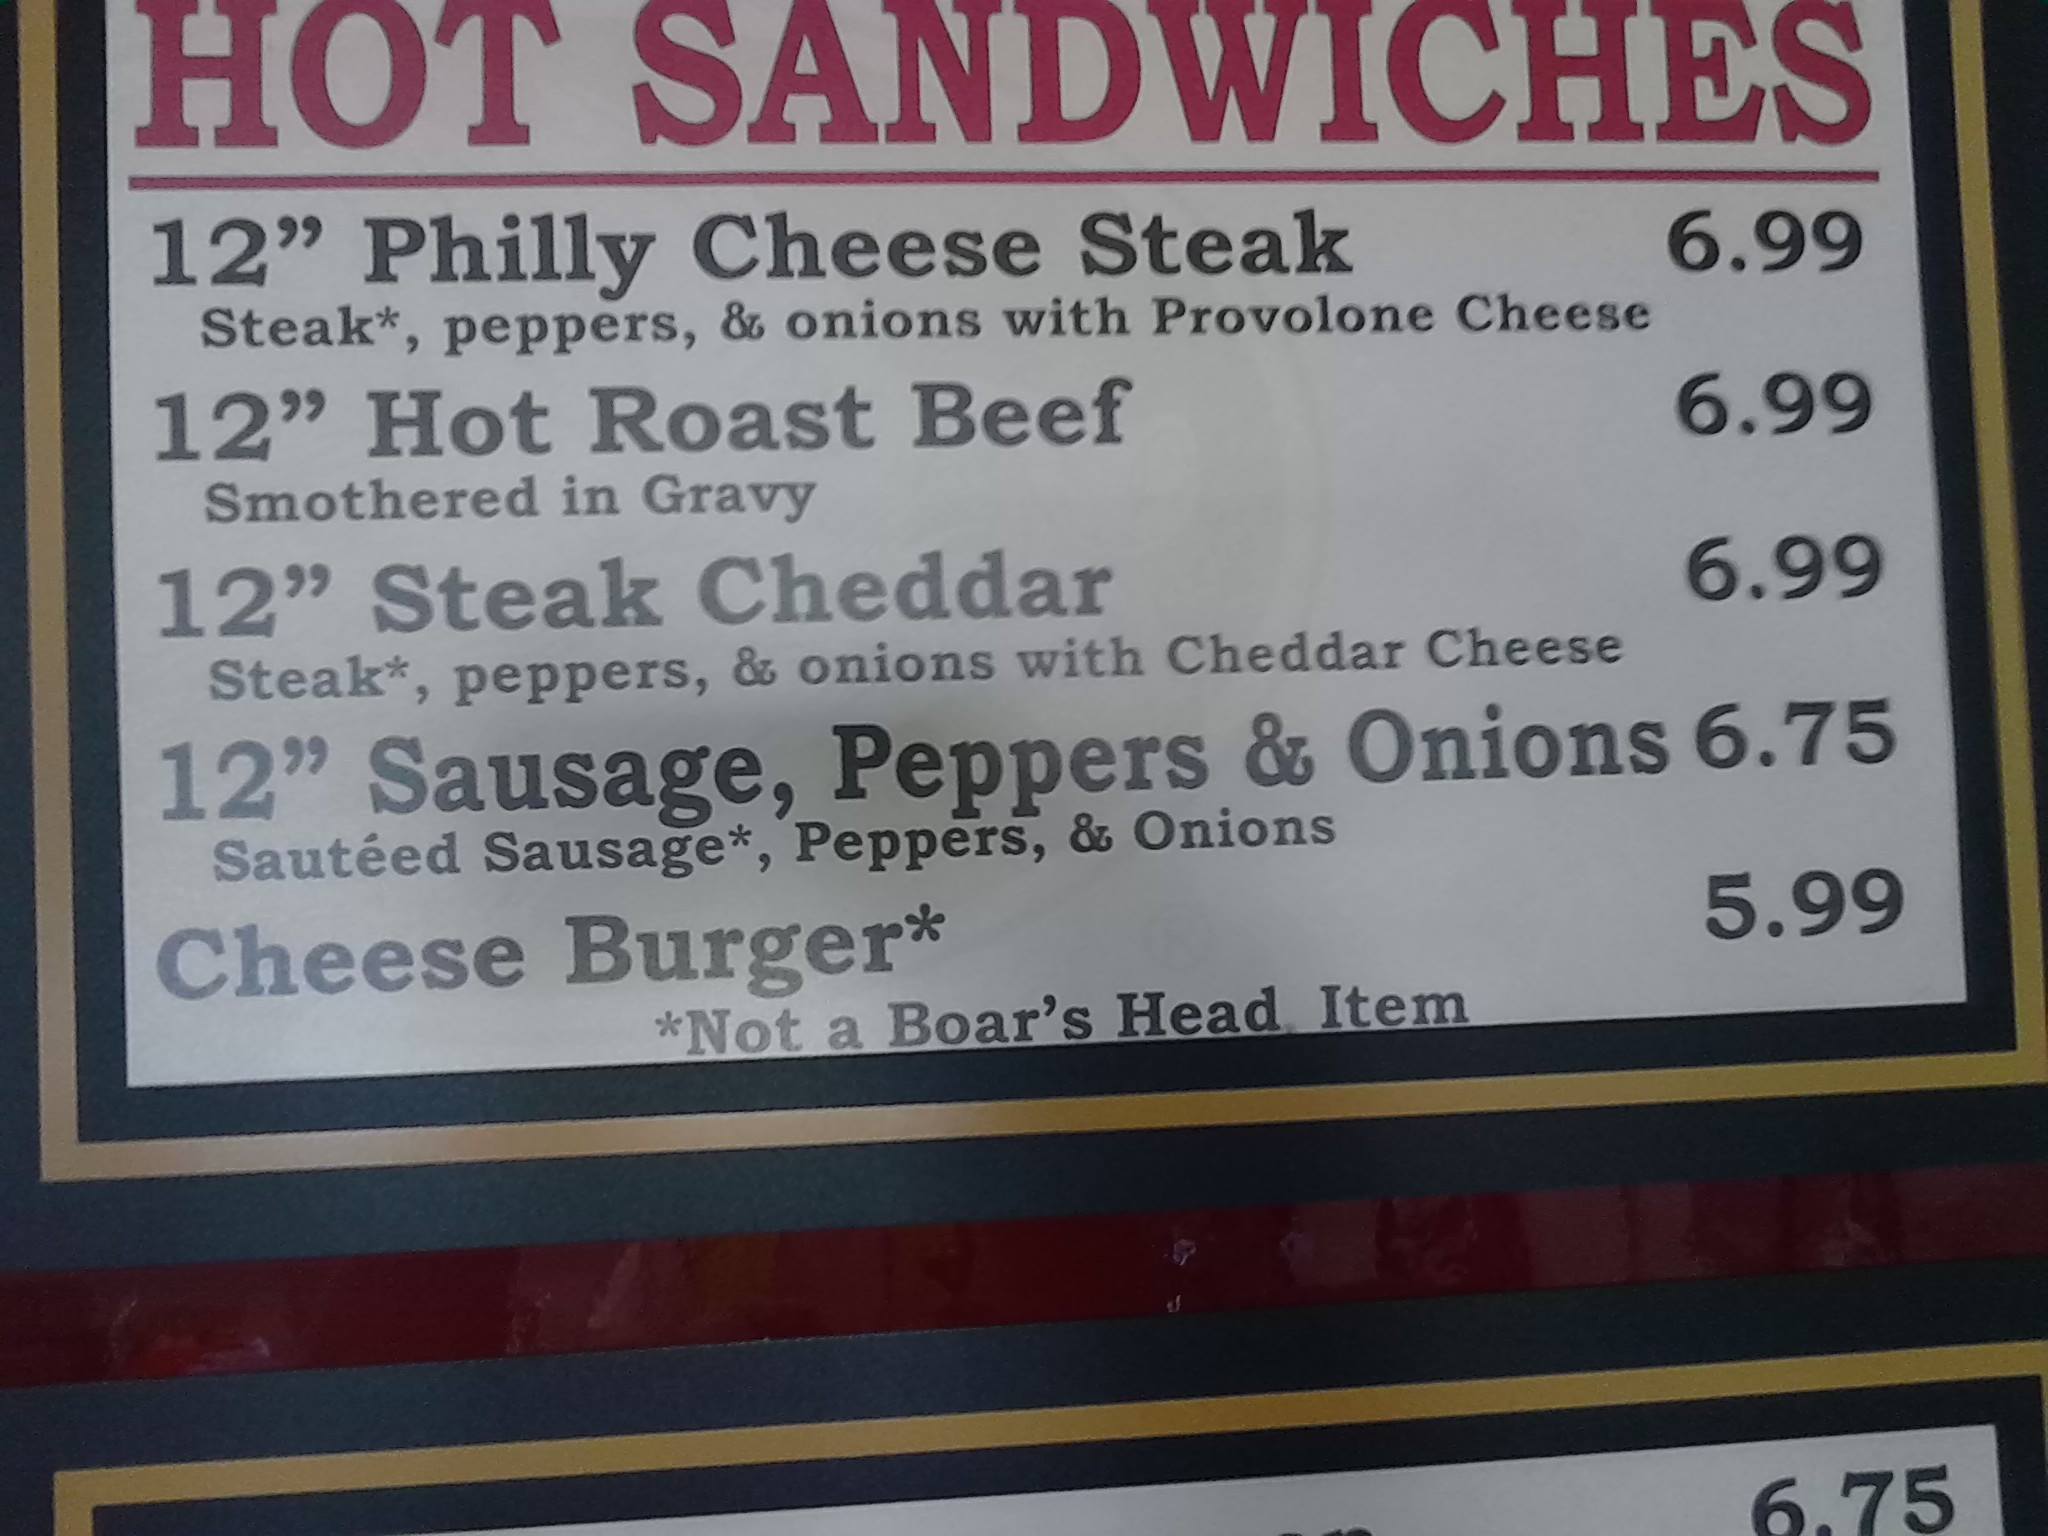 HOT SANDWICHES
12” Philly Cheese Steak 6.99
Steak*, peppers, & onions with Provolone Cheese
12” Hot Roast Beef 6.99
Smothered in Gravy
12” Steak Cheddar 6.99
Steak*, peppers, & onions with Cheddar Cheese
12” Sausage, Peppers & Onions 6.75
Sautéed Sausage*, Peppers, & Onions
Cheese Burger* 5.99
*Not a Boar’s Head Item
6.75